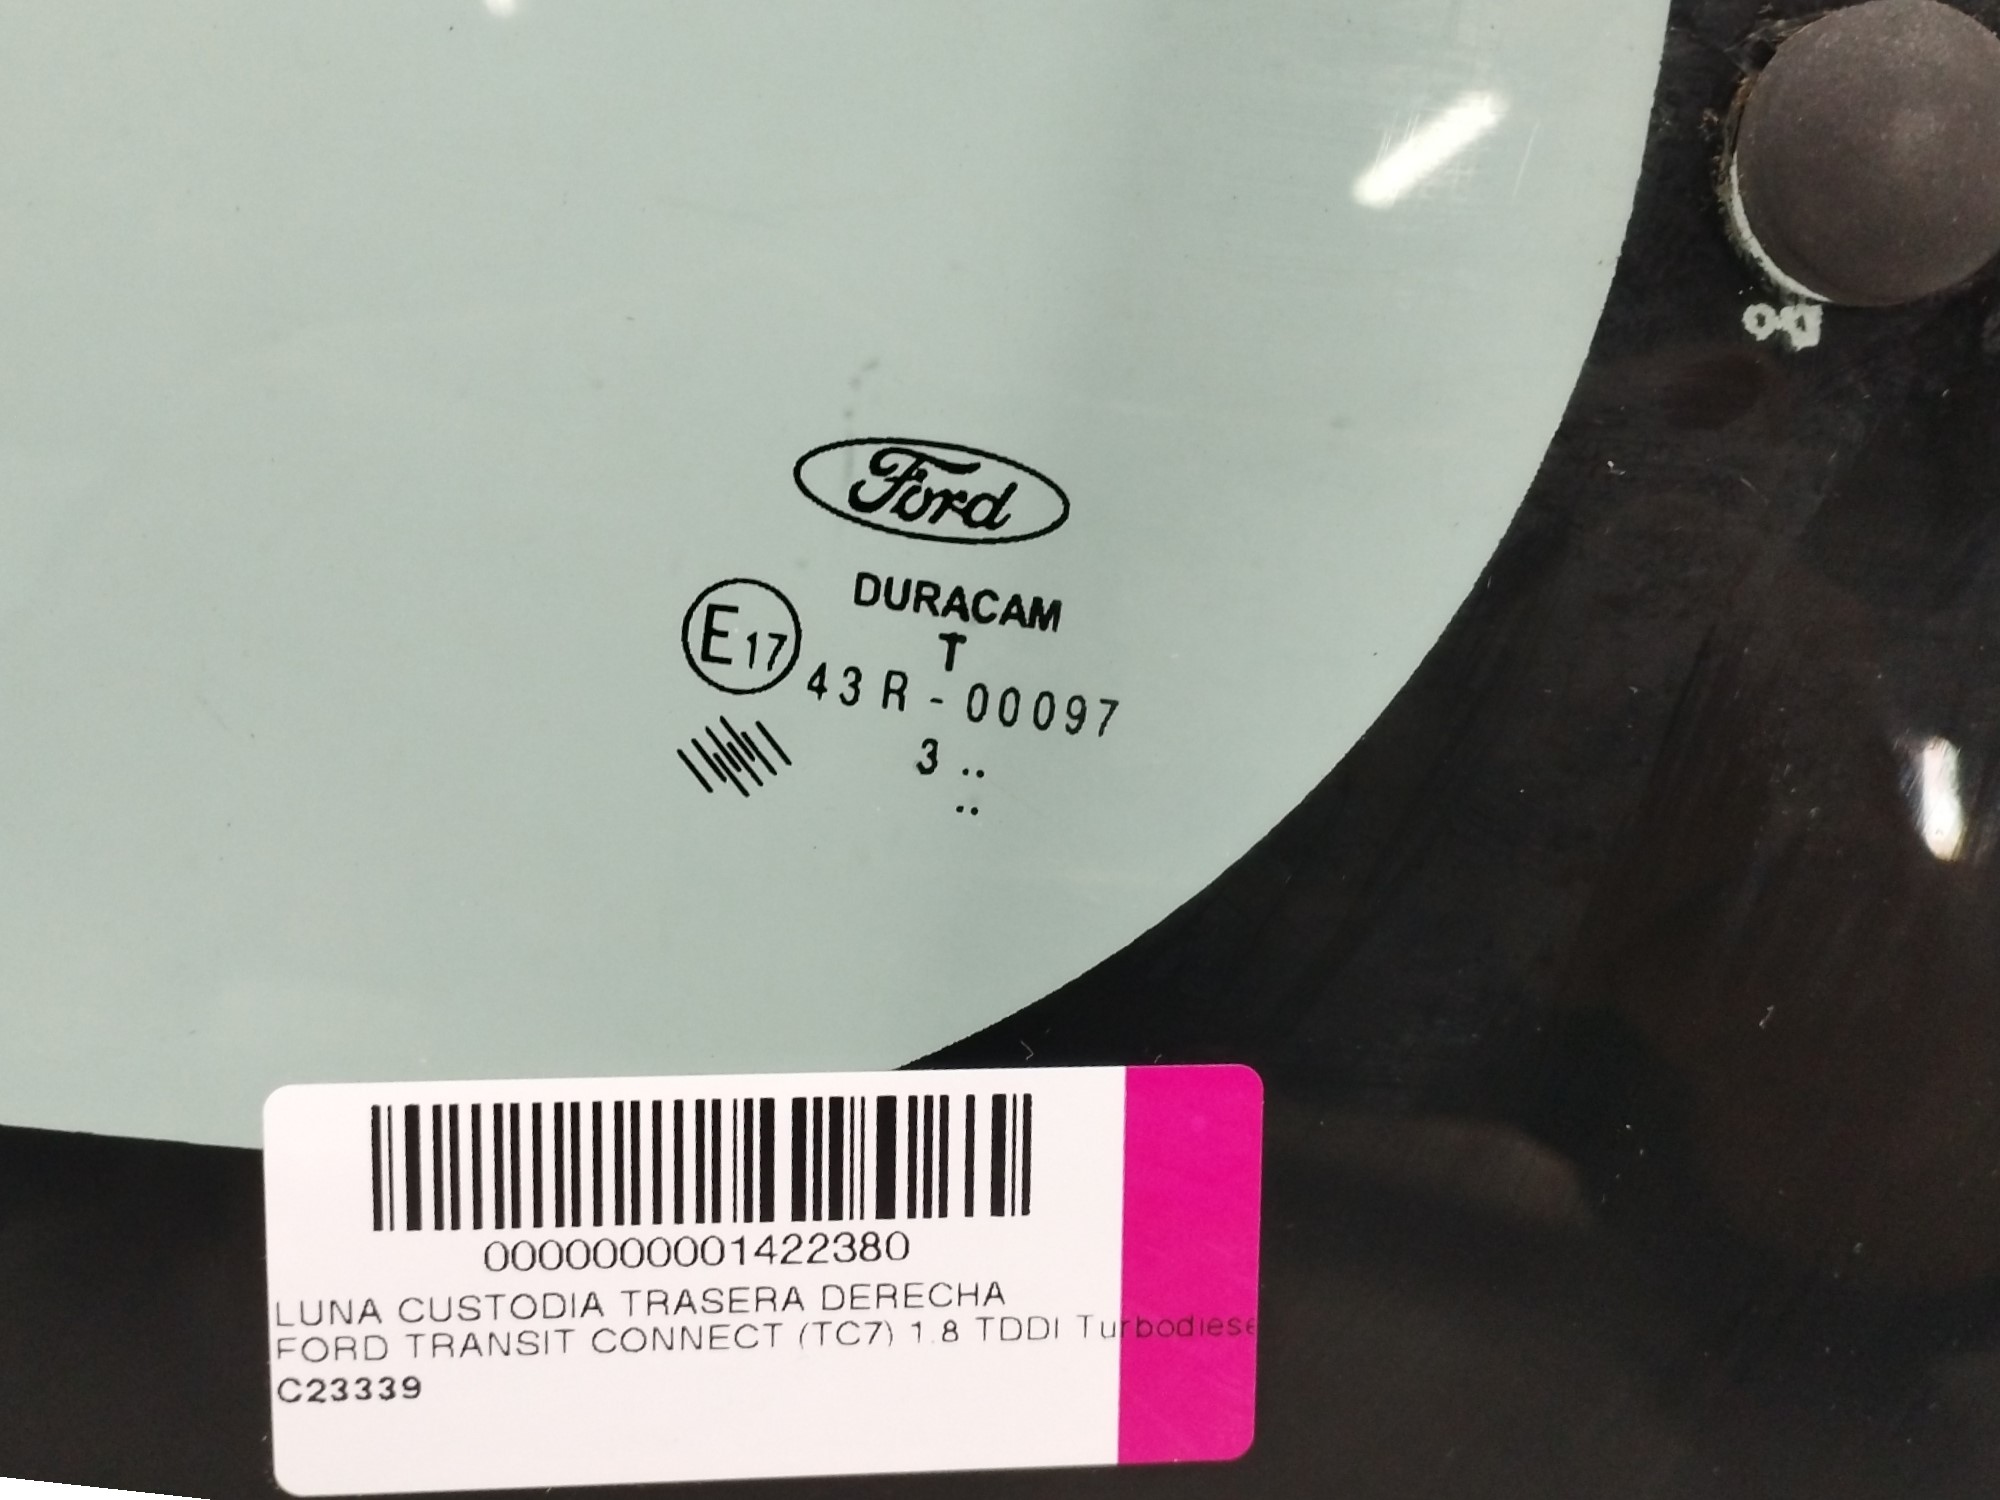 Ford
DURACAM
T
E17
43R-00097
3 ..
..
0000000001422380
LUNA CUSTODIA TRASERA DERECHA
FORD TRANSIT CONNECT (TC7) 1.8 TDDI Turbodiese
C23339